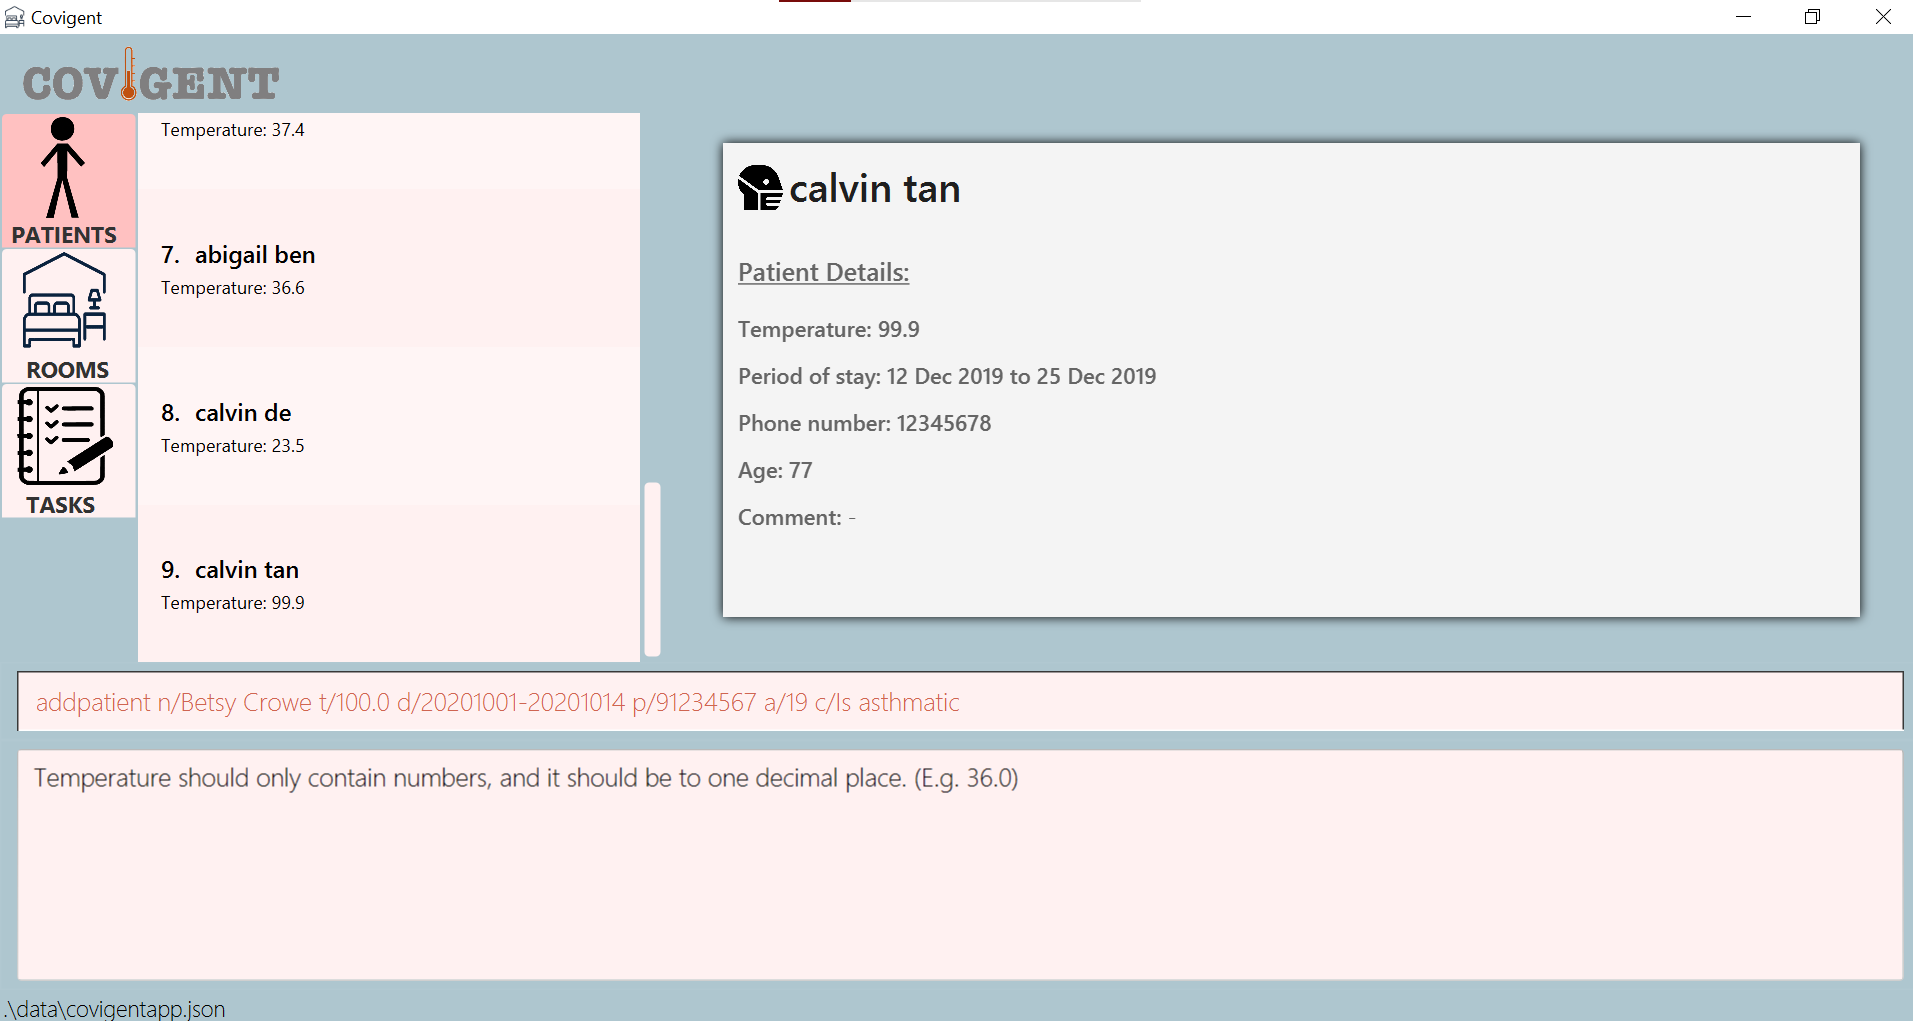 Covigent
COVIGENT
PATIENTS
ROOMS
TASKS
Temperature: 37.4
7. abigail ben
Temperature: 36.6
8. calvin de
Temperature: 23.5
9. calvin tan
Temperature: 99.9
calvin tan
Patient Details:
Temperature: 99.9
Period of stay: 12 Dec 2019 to 25 Dec 2019
Phone number: 12345678
Age: 77
Comment: -
addpatient n/Betsy Crowe t/100.0 d/20201001-20201014 p/91234567 a/19 c/Is asthmatic
Temperature should only contain numbers, and it should be to one decimal place. (E.g. 36.0)
.\data\covigentapp.json